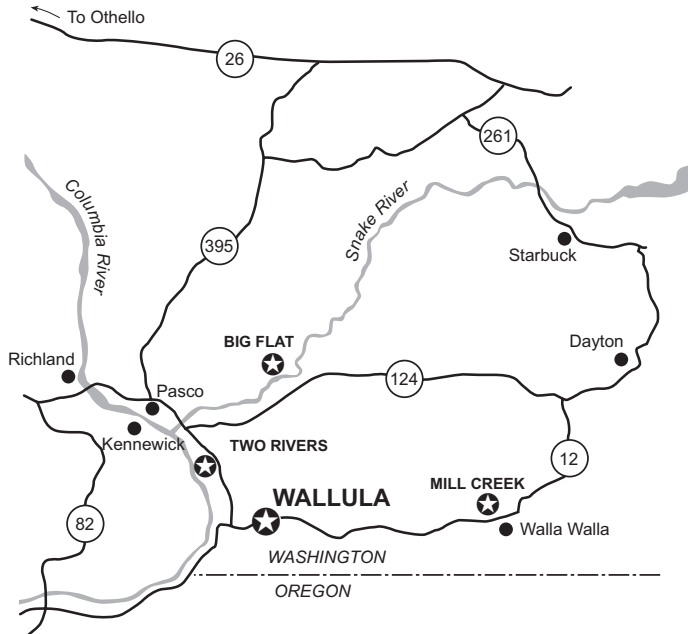 To Othello
26
261
Columbia
River
Snake River
395
Starbuck
BIG FLAT
Dayton
Richland
124
Pasco
Kennewick
TWO RIVERS
12
MILL CREEK
WALLULA
82
Walla Walla
WASHINGTON
OREGON